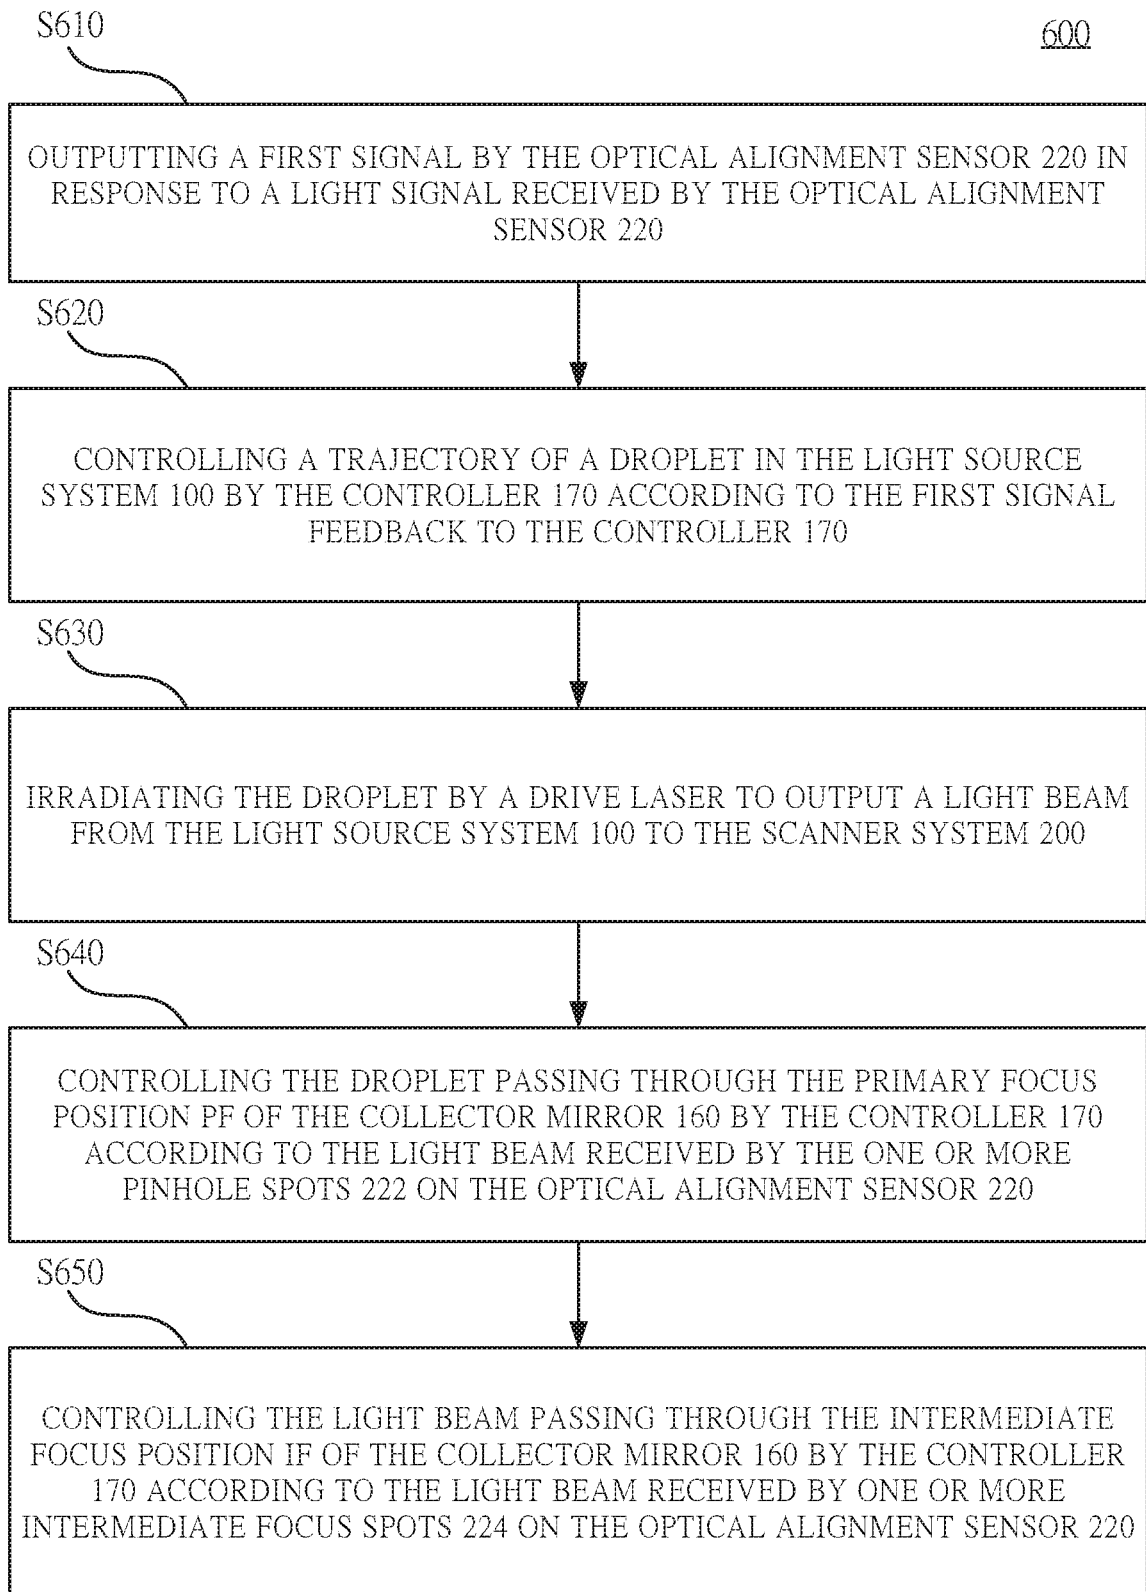 S610
600
OUTPUTTING A FIRST SIGNAL BY THE OPTICAL ALIGNMENT SENSOR 220 IN
RESPONSE TO A LIGHT SIGNAL RECEIVED BY THE OPTICAL ALIGNMENT
SENSOR 220
S620
CONTROLLING A TRAJECTORY OF A DROPLET IN THE LIGHT SOURCE
SYSTEM 100 BY THE CONTROLLER 170 ACCORDING TO THE FIRST SIGNAL
FEEDBACK TO THE CONTROLLER 170
S630
IRRADIATING THE DROPLET BY A DRIVE LASER TO OUTPUT A LIGHT BEAM
FROM THE LIGHT SOURCE SYSTEM 100 TO THE SCANNER SYSTEM 200
S640
CONTROLLING THE DROPLET PASSING THROUGH THE PRIMARY FOCUS
POSITION PF OF THE COLLECTOR MIRROR 160 BY THE CONTROLLER 170
ACCORDING TO THE LIGHT BEAM RECEIVED BY THE ONE OR MORE
PINHOLE SPOTS 222 ON THE OPTICAL ALIGNMENT SENSOR 220
S650
CONTROLLING THE LIGHT BEAM PASSING THROUGH THE INTERMEDIATE
FOCUS POSITION IF OF THE COLLECTOR MIRROR 160 BY THE CONTROLLER
170 ACCORDING TO THE LIGHT BEAM RECEIVED BY ONE OR MORE
INTERMEDIATE FOCUS SPOTS 224 ON THE OPTICAL ALIGNMENT SENSOR 220